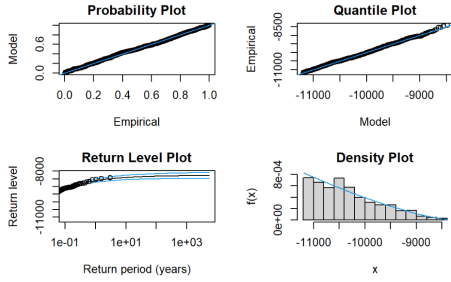 Probability Plot
Model
0.0 0.6
0.0 0.2 0.4 0.6 0.8 1.0
Empirical
Quantile Plot
Empirical
-11000 -8500
-11000 -10000 -9000
Model
Return Level Plot
Return level
-11000 -8000
1e-01 1e+01 1e+03
Return period (years)
Density Plot
f(x)
0e+00 8e-04
-11000 -10000 -9000
x